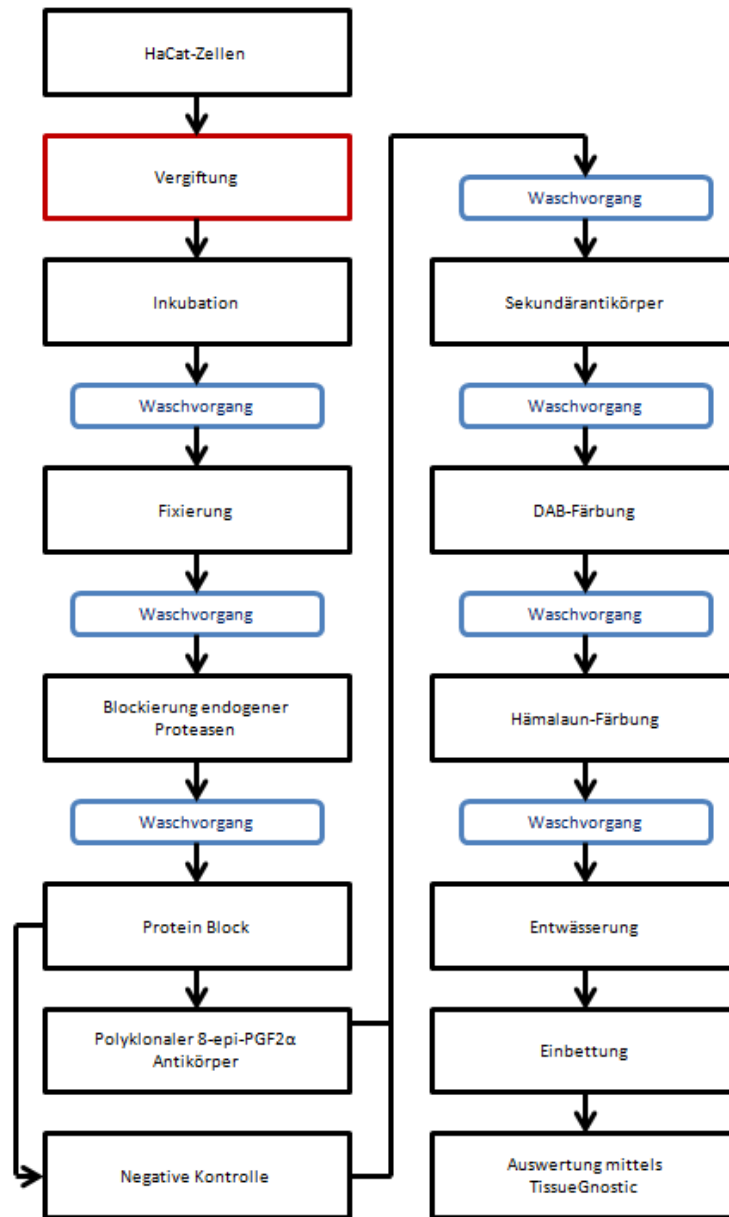 HaCat-Zellen
Vergiftung
Inkubation
Waschvorgang
Fixierung
Waschvorgang
Blockierung endogener
Proteasen
Waschvorgang
Protein Block
Polyklonaler 8-epi-PGF2α
Antikörper
Negative Kontrolle
Waschvorgang
Sekundärantikörper
Waschvorgang
DAB-Färbung
Waschvorgang
Hämalaun-Färbung
Waschvorgang
Entwässerung
Einbettung
Auswertung mittels
TissueGnostic